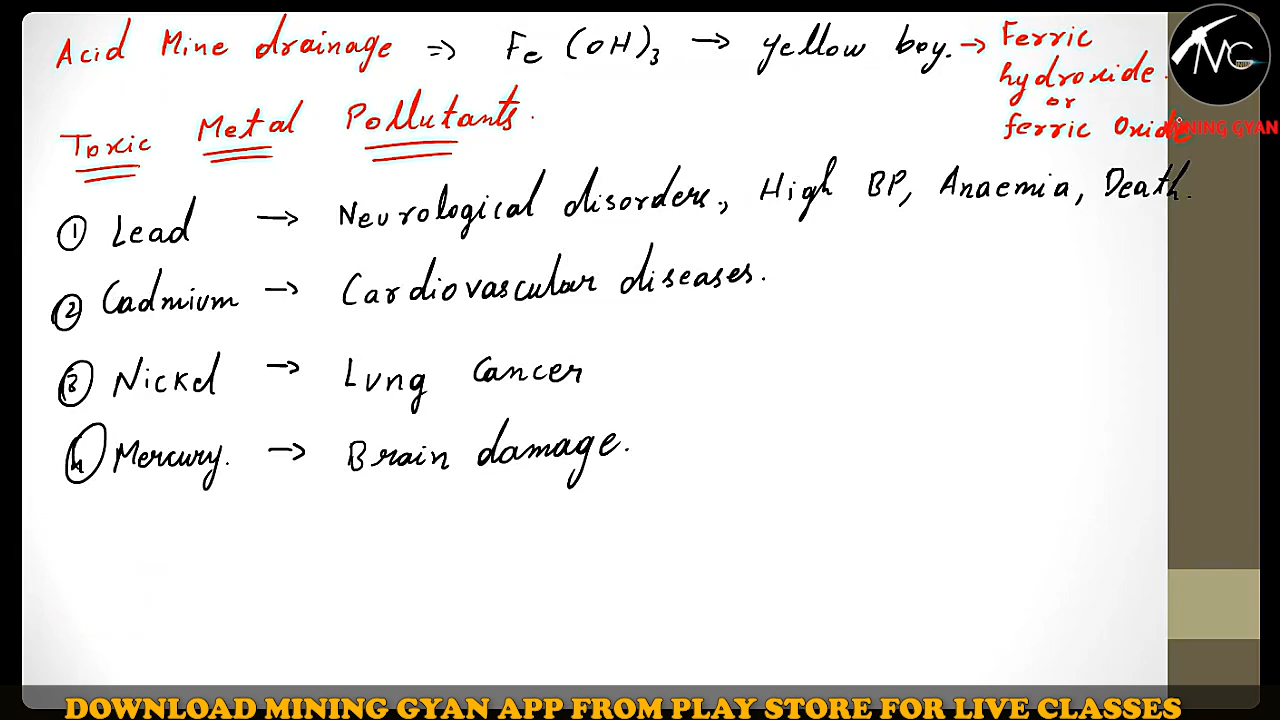 Acid Mine drainage => Fe (OH)3 → yellow boy. → Ferric hydroxide. or ferric Oxide
MG
MINING GYAN
Toxic Metal Pollutants.
① Lead → Neurological disorders, High BP, Anaemia, Death.
② Cadmium → Cardiovascular diseases.
③ Nickel → Lung Cancer
④ Mercury. → Brain damage.
DOWNLOAD MINING GYAN APP FROM PLAY STORE FOR LIVE CLASSES